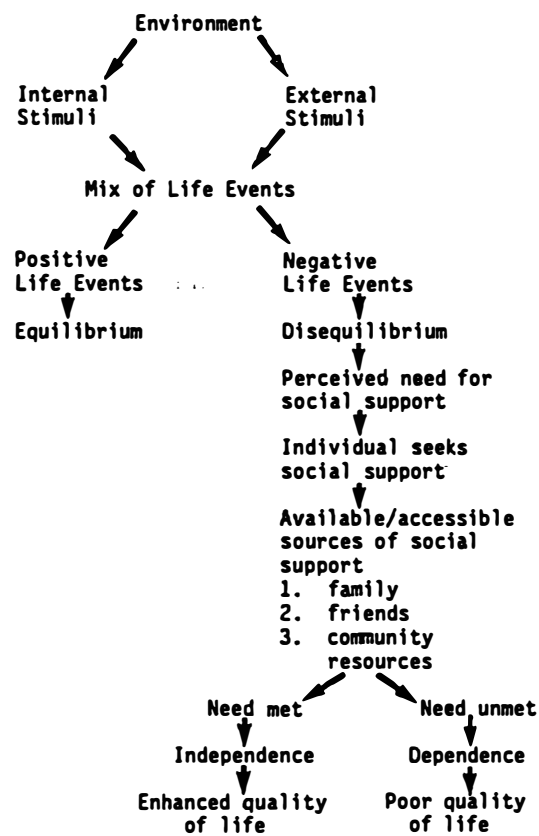 Environment
Internal
Stimuli
External
Stimuli
Mix of Life Events
Positive
Life Events
Negative
Life Events
Equilibrium
Disequilibrium
Perceived need for
social support
Individual seeks
social support
Available/accessible
sources of social
support
1. family
2. friends
3. community
resources
Need met
Need unmet
Independence
Dependence
Enhanced quality
of life
Poor quality
of life